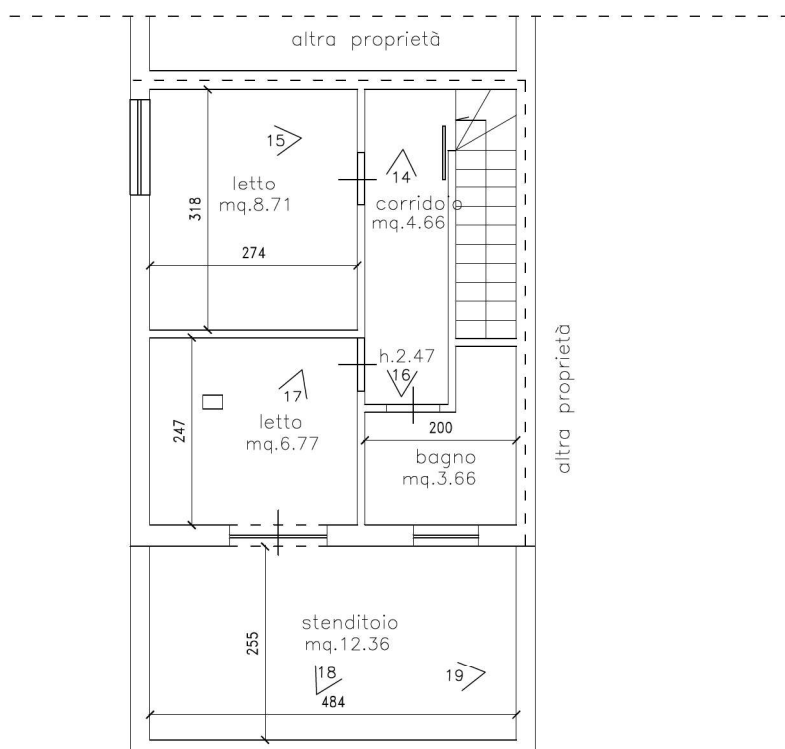 altra proprietà
15
letto
mq.8.71
318
274
14
corridoio
mq.4.66
h.2.47
16
17
letto
mq.6.77
247
200
bagno
mq.3.66
altra proprietà
stenditoio
mq.12.36
255
18
19
484